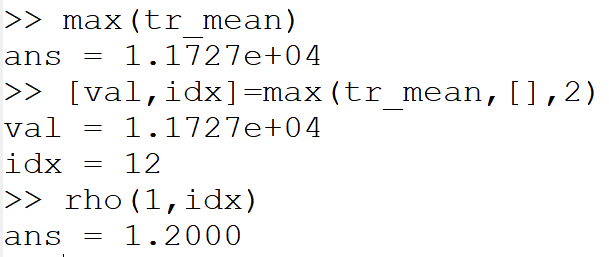 >> max(tr_mean)
ans = 1.1727e+04
>> [val,idx]=max(tr_mean,[],2)
val = 1.1727e+04
idx = 12
>> rho(1,idx)
ans = 1.2000